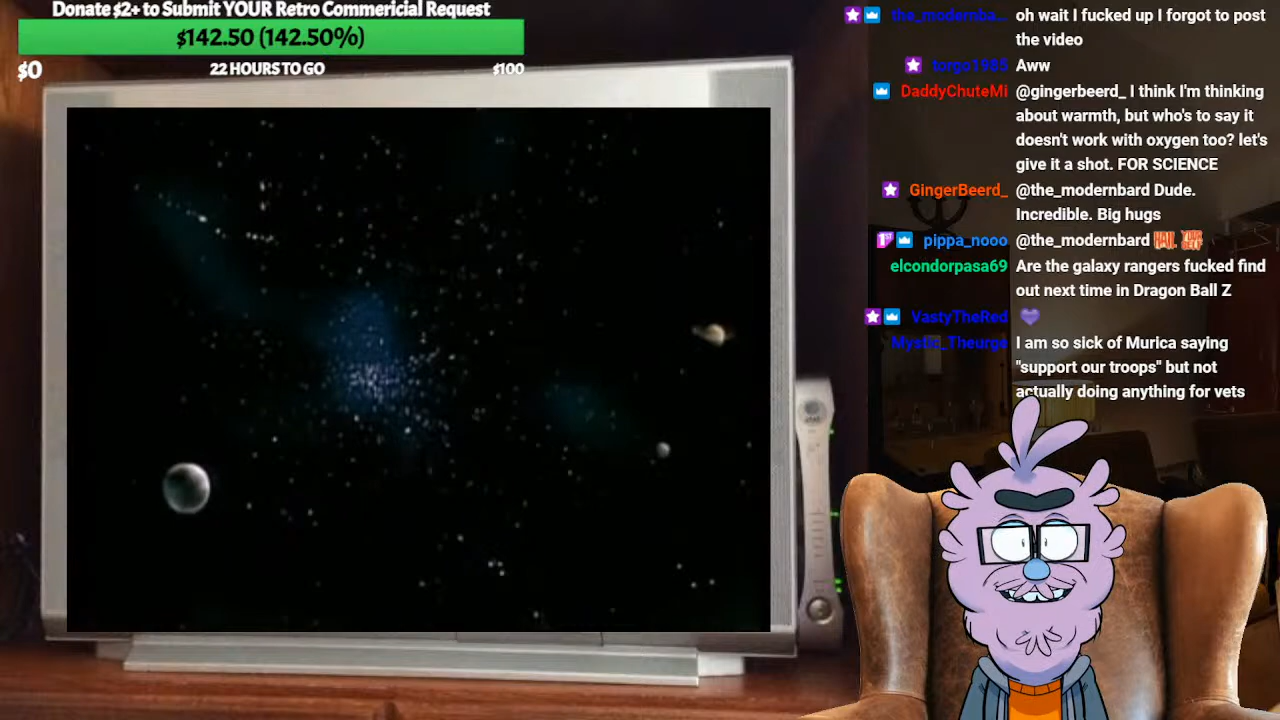 Donate $2+ to Submit YOUR Retro Commericial Request
$142.50 (142.50%)
$0
22 HOURS TO GO
$100
the_modernba... oh wait I fucked up I forgot to post
the video
torgo1985 Aww
DaddyChuteMi @gingerbeerd_ I think I'm thinking
about warmth, but who's to say it
doesn't work with oxygen too? let's
give it a shot. FOR SCIENCE
GingerBeerd_ @the_modernbard Dude.
Incredible. Big hugs
pippa_nooo @the_modernbard
elcondorpasa69 Are the galaxy rangers fucked find
out next time in Dragon Ball Z
VastyTheRed
Mystic_Theurge I am so sick of Murica saying
"support our troops" but not
actually doing anything for vets